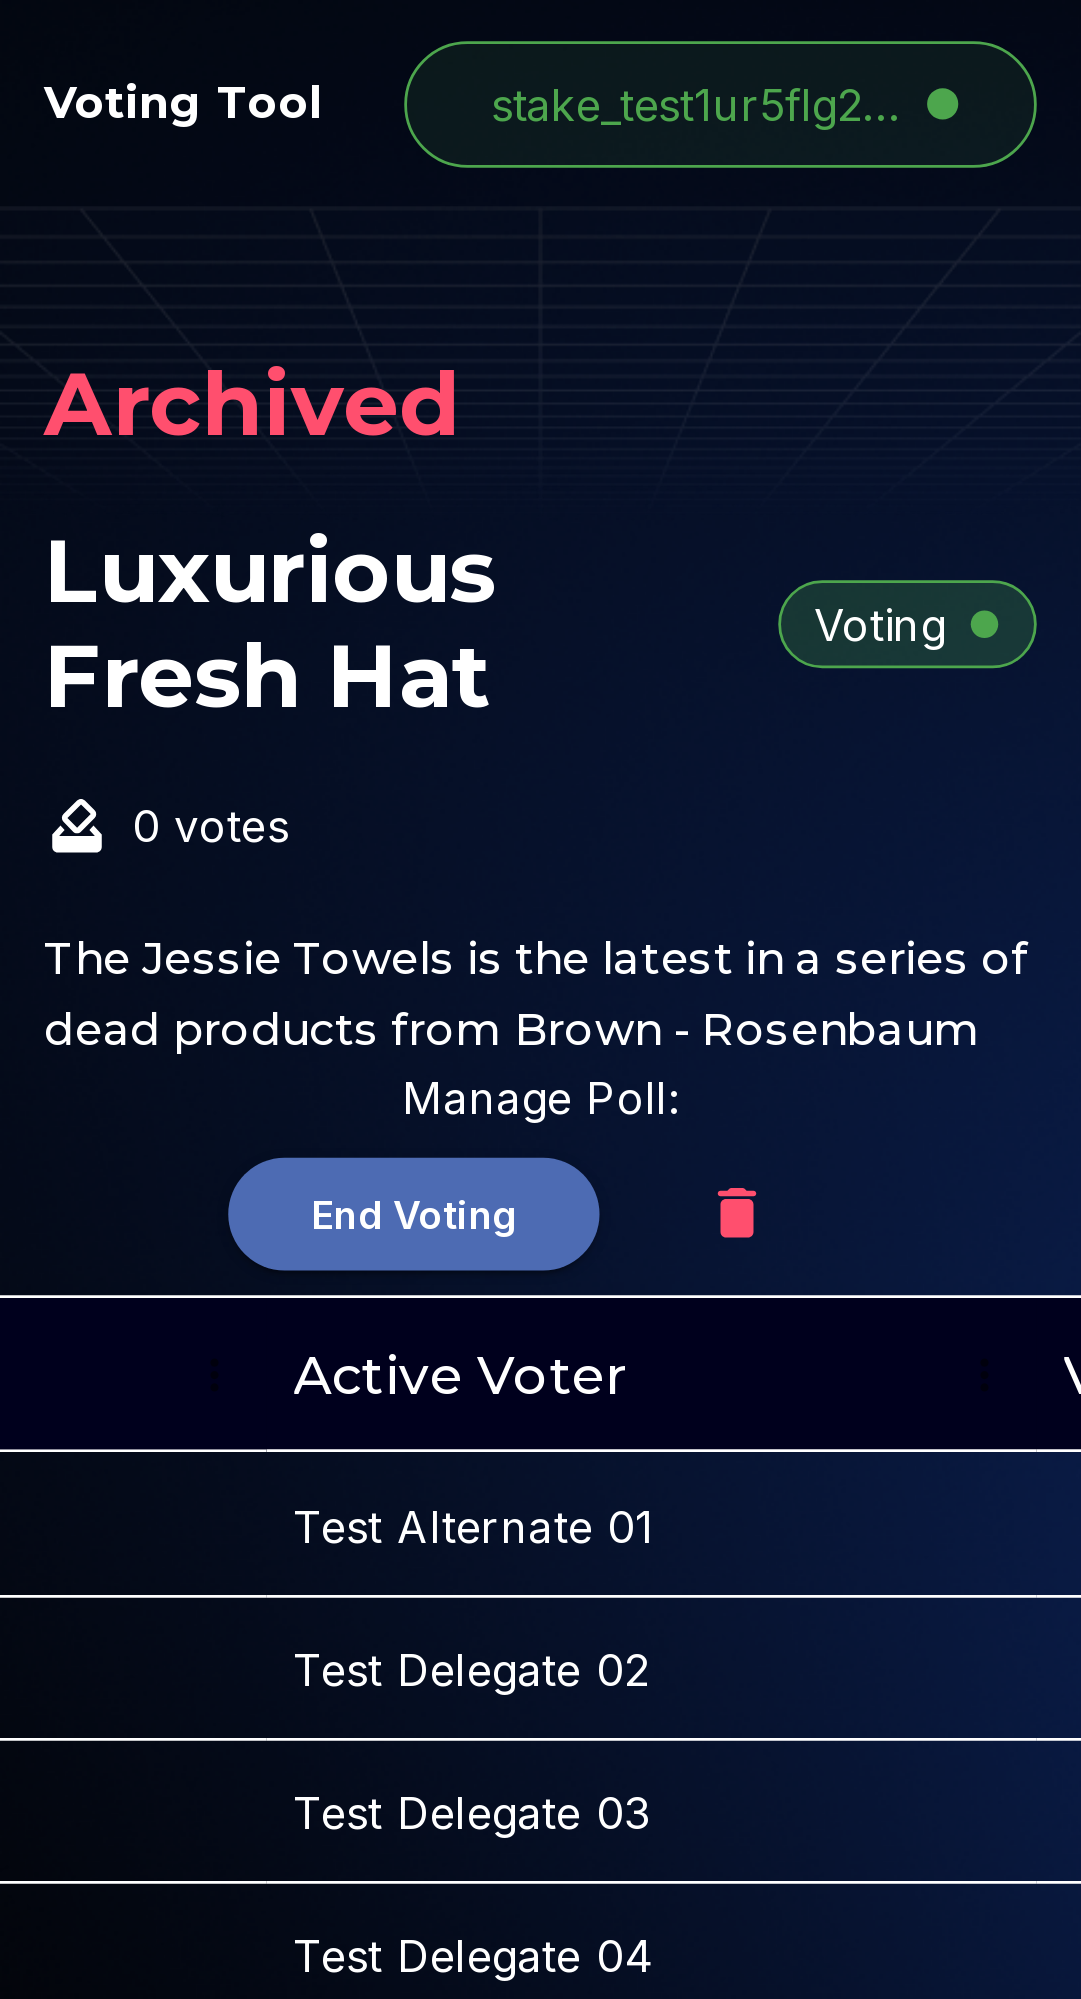 Voting Tool
stake_test1ur5flg2...
Archived
Luxurious
Fresh Hat
Voting
0 votes
The Jessie Towels is the latest in a series of
dead products from Brown - Rosenbaum
Manage Poll:
End Voting
Active Voter
Test Alternate 01
Test Delegate 02
Test Delegate 03
Test Delegate 04